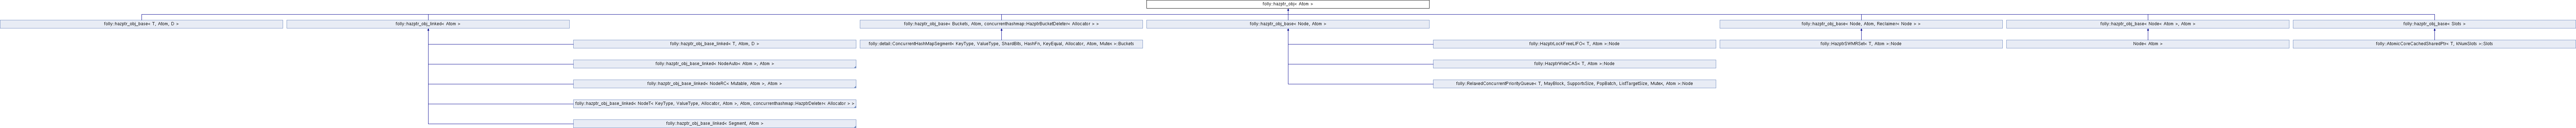 folly::hazptr_obj< Atom >
folly::hazptr_obj_base< T, Atom, D >
folly::hazptr_obj_linked< Atom >
folly::hazptr_obj_base< Buckets, Atom, concurrenthashmap::HazptrBucketDeleter< Allocator > >
folly::hazptr_obj_base< Node, Atom >
folly::hazptr_obj_base< Node, Atom, Reclaimer< Node > >
folly::hazptr_obj_base< Node< Atom >, Atom >
folly::hazptr_obj_base< Slots >
folly::hazptr_obj_base_linked< T, Atom, D >
folly::detail::ConcurrentHashMapSegment< KeyType, ValueType, ShardBits, HashFn, KeyEqual, Allocator, Atom, Mutex >::Buckets
folly::HazptrLockFreeLIFO< T, Atom >::Node
folly::HazptrSWMRSet< T, Atom >::Node
Node< Atom >
folly::AtomicCoreCachedSharedPtr< T, kNumSlots >::Slots
folly::hazptr_obj_base_linked< NodeAuto< Atom >, Atom >
folly::HazptrWideCAS< T, Atom >::Node
folly::hazptr_obj_base_linked< NodeRC< Mutable, Atom >, Atom >
folly::RelaxedConcurrentPriorityQueue< T, MayBlock, SupportsSize, PopBatch, ListTargetSize, Mutex, Atom >::Node
folly::hazptr_obj_base_linked< NodeT< KeyType, ValueType, Allocator, Atom >, Atom, concurrenthashmap::HazptrDeleter< Allocator > >
folly::hazptr_obj_base_linked< Segment, Atom >